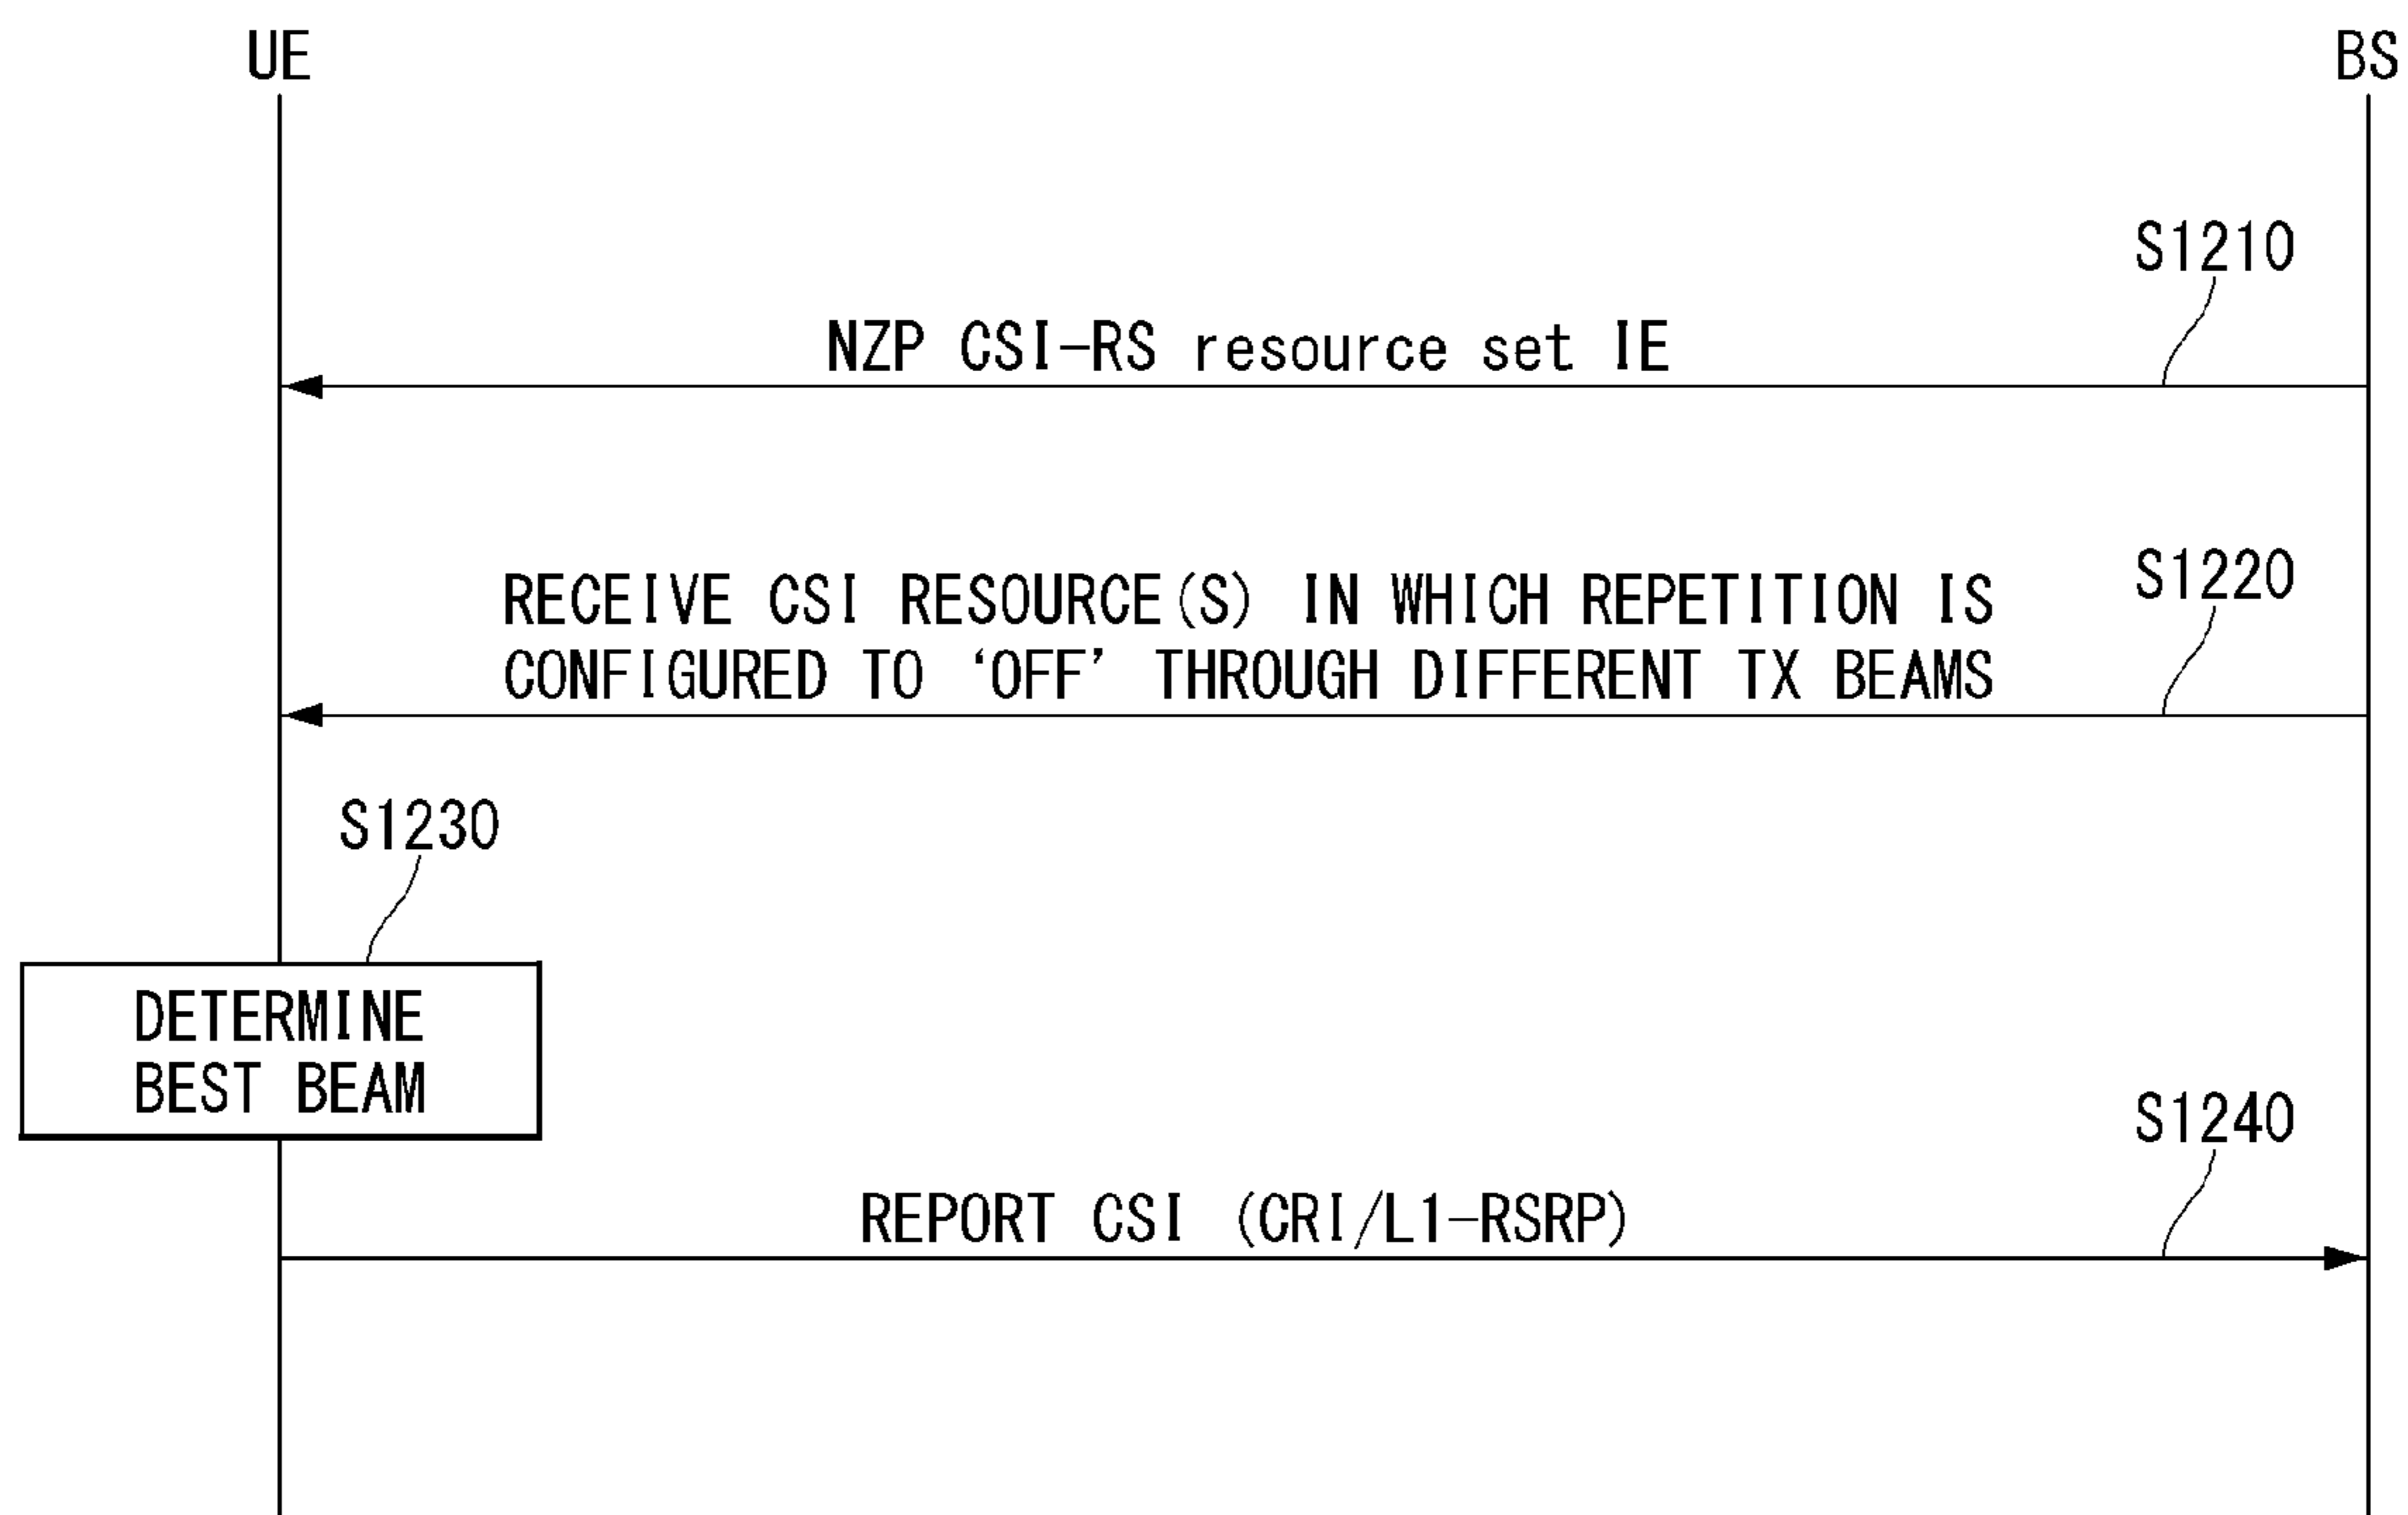 UE
BS
S1210
NZP CSI-RS resource set IE
S1220
RECEIVE CSI RESOURCE(S) IN WHICH REPETITION IS
CONFIGURED TO ‘OFF’ THROUGH DIFFERENT TX BEAMS
S1230
DETERMINE
BEST BEAM
S1240
REPORT CSI (CRI/L1-RSRP)